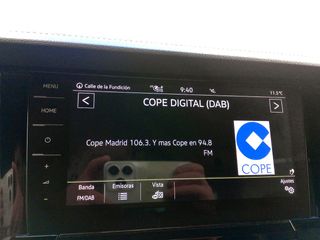 MENU
Calle de la Fundición
9:40
11.5°C
COPE DIGITAL (DAB)
HOME
Cope Madrid 106.3. Y mas Cope en 94.8
FM
COPE
Banda
Emisoras
Vista
Ajustes
FM/DAB